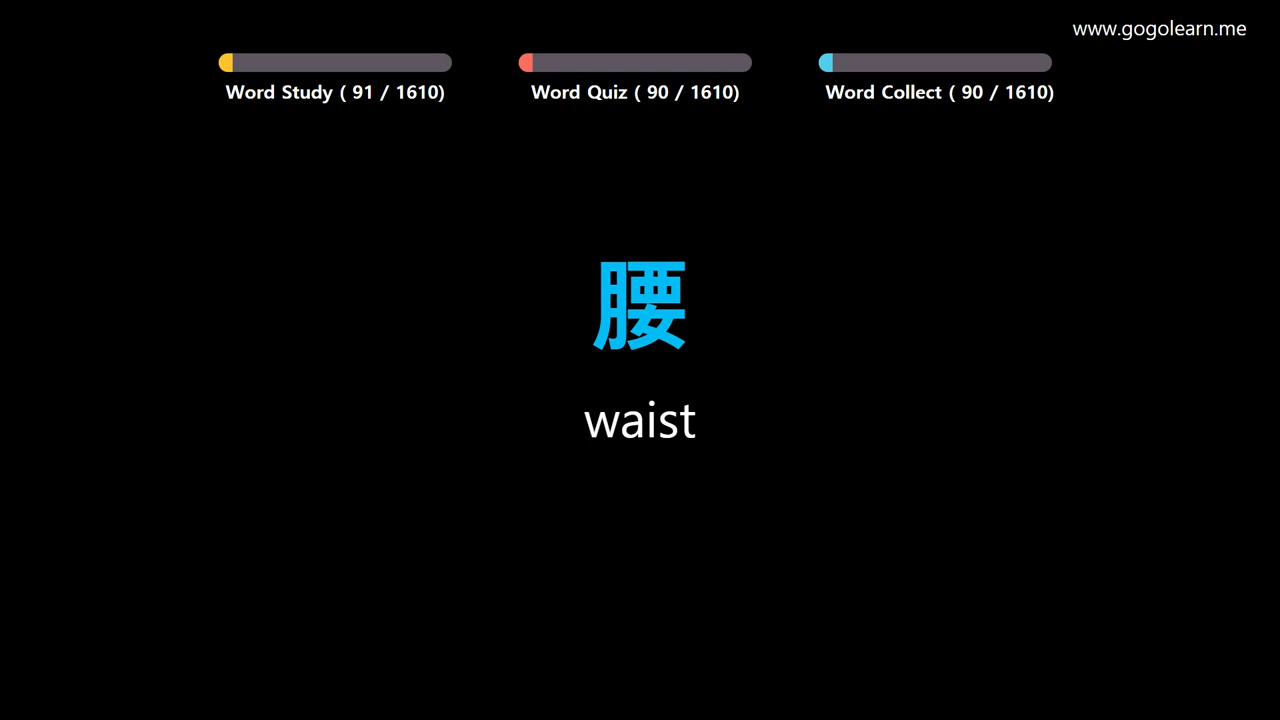 www.gogolearn.me
Word Study ( 91 / 1610)
Word Quiz ( 90 / 1610)
Word Collect ( 90 / 1610)
腰
waist